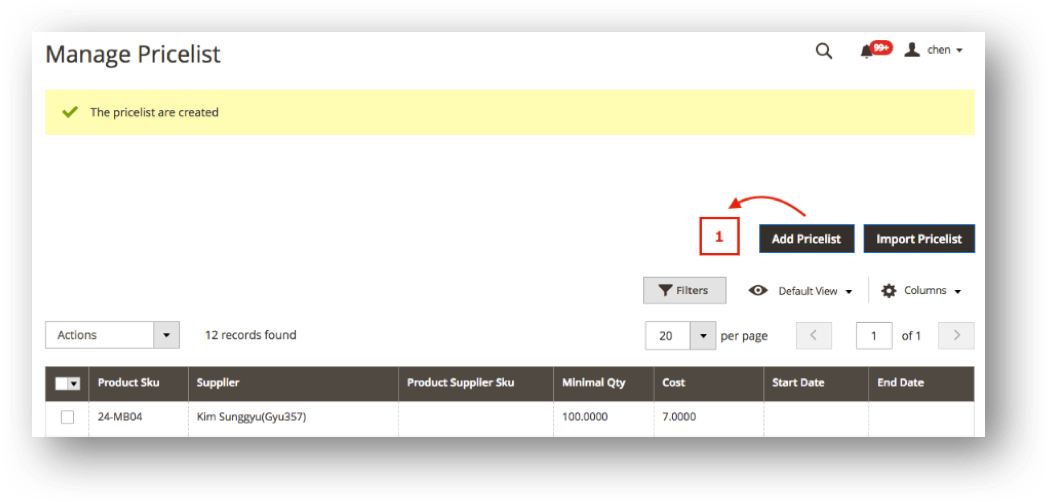 Manage Pricelist
99+ chen
The pricelist are created
1 Add Pricelist Import Pricelist
Filters Default View Columns
Actions 12 records found 20 per page 1 of 1
Product Sku Supplier Product Supplier Sku Minimal Qty Cost Start Date End Date
24-MB04 Kim Sunggyu(Gyu357) 100.0000 7.0000